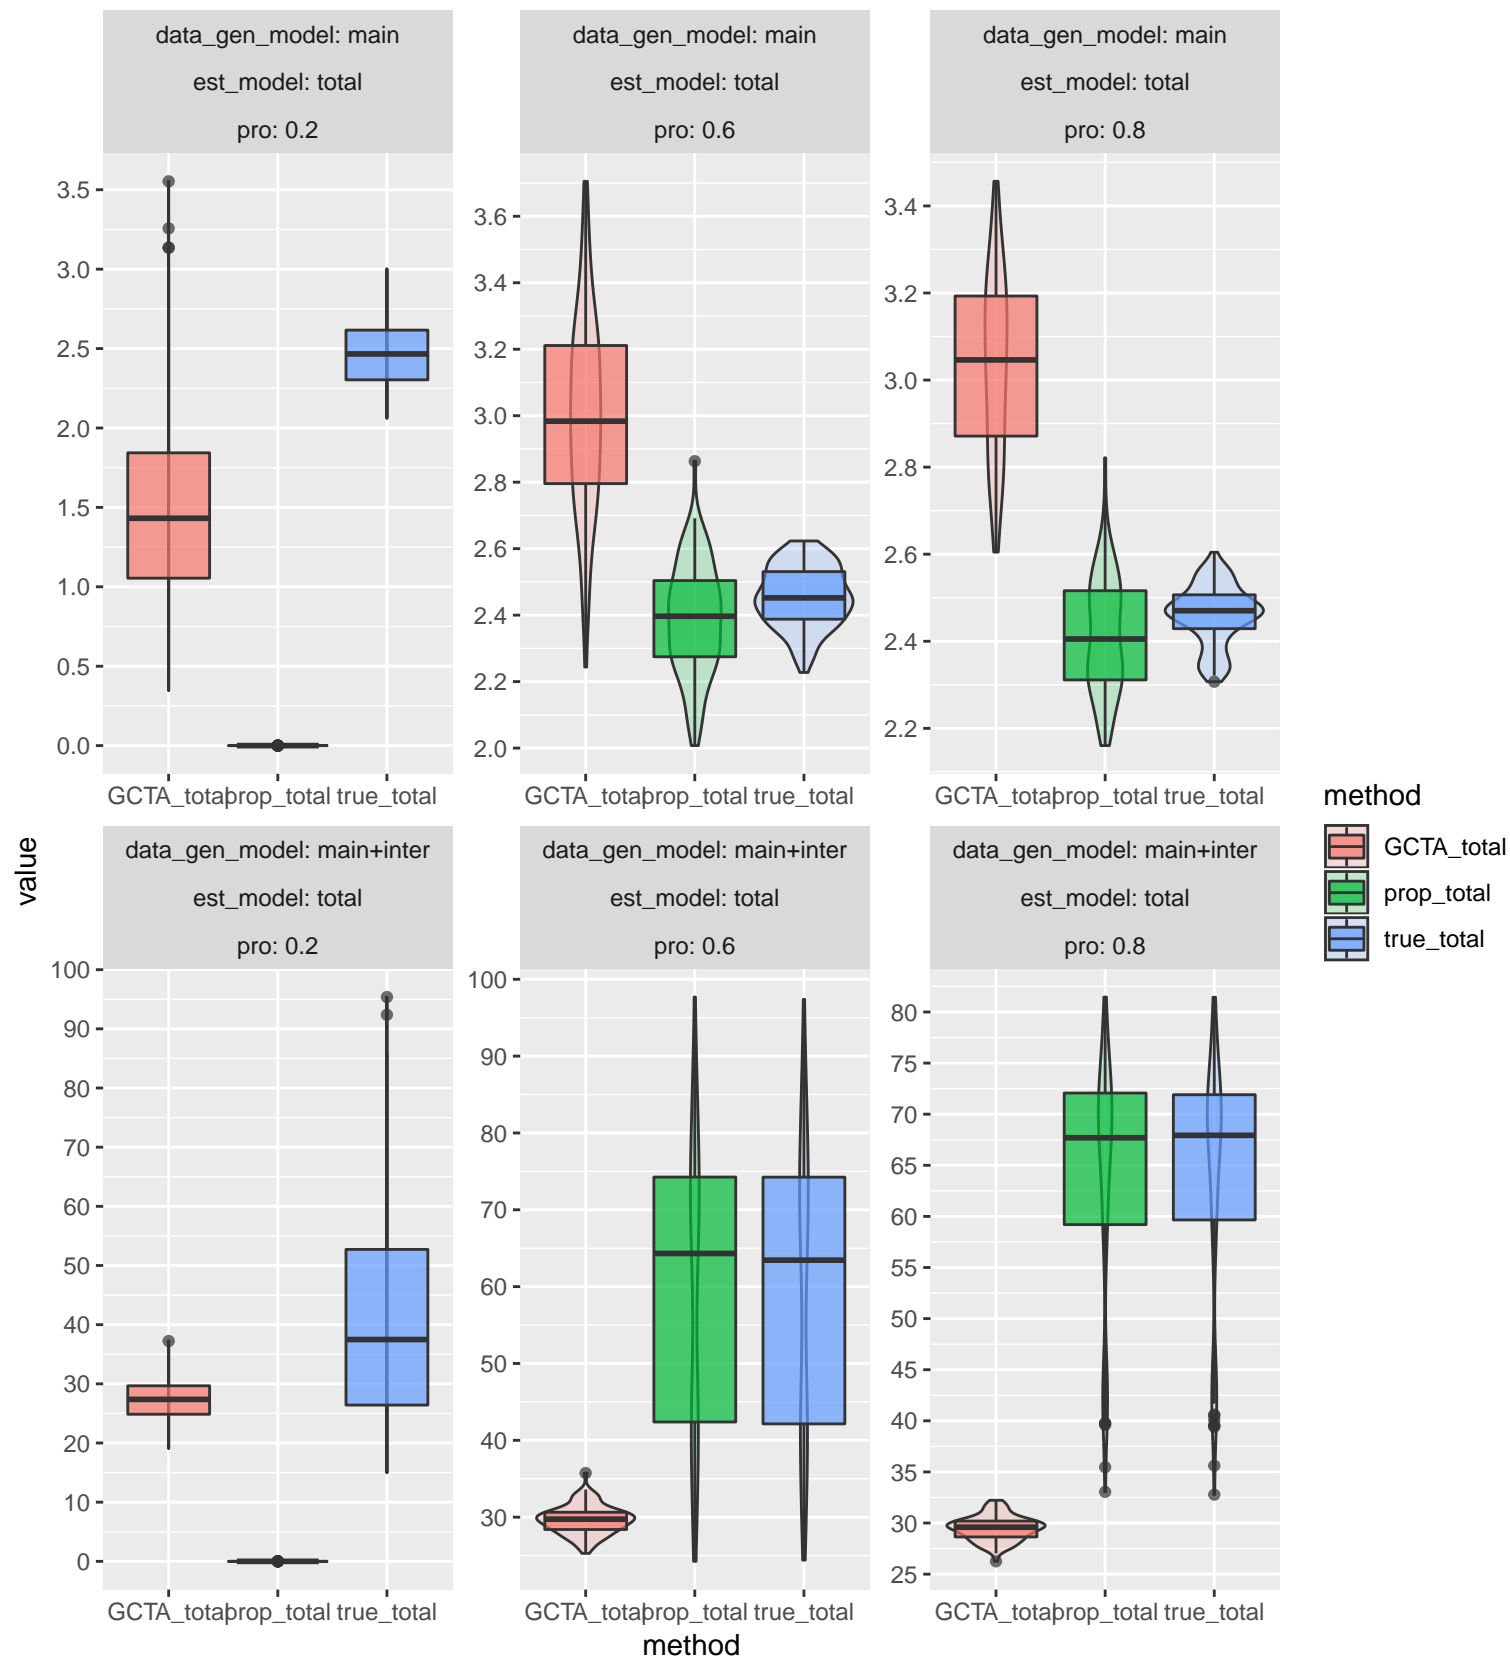 data_gen_model: main
est_model: total
pro: 0.2
data_gen_model: main
est_model: total
pro: 0.6
data_gen_model: main
est_model: total
pro: 0.8
3.5
3.0
2.5
2.0
1.5
1.0
0.5
0.0
3.6
3.4
3.2
3.0
2.8
2.6
2.4
2.2
2.0
3.4
3.2
3.0
2.8
2.6
2.4
2.2
GCTA_total prop_total true_total
GCTA_total prop_total true_total
GCTA_total prop_total true_total
value
data_gen_model: main+inter
est_model: total
pro: 0.2
data_gen_model: main+inter
est_model: total
pro: 0.6
data_gen_model: main+inter
est_model: total
pro: 0.8
100
90
80
70
60
50
40
30
20
10
0
100
90
80
70
60
50
40
30
80
75
70
65
60
55
50
45
40
35
30
25
GCTA_total prop_total true_total
GCTA_total prop_total true_total
GCTA_total prop_total true_total
method
method
GCTA_total
prop_total
true_total